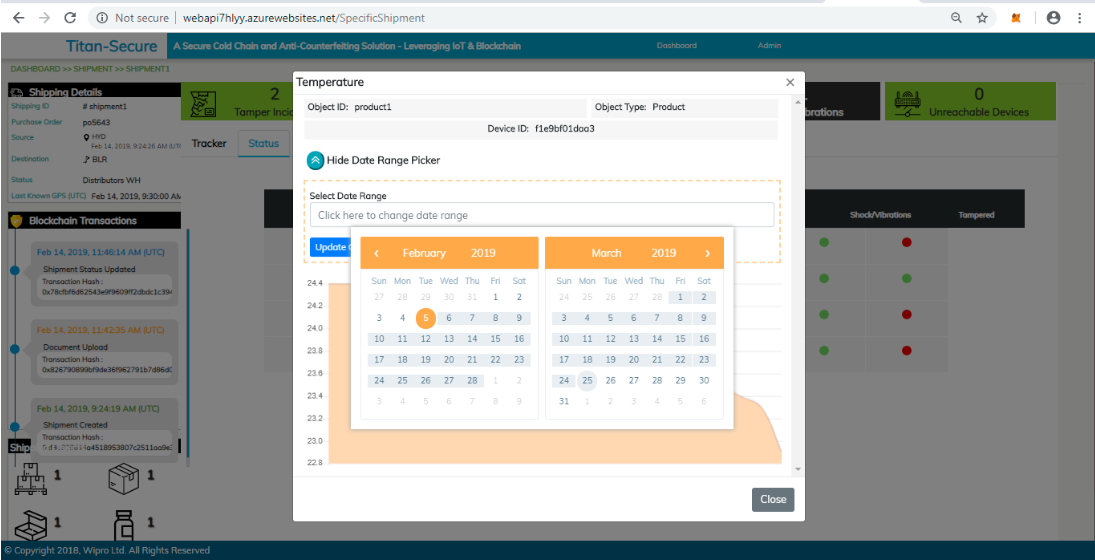 Not secure | webapi7hlyy.azurewebsites.net/SpecificShipment
Titan-Secure
A Secure Cold Chain and Anti-Counterfeiting Solution - Leveraging IoT & Blockchain
Dashboard
Admin
DASHBOARD >> SHIPMENT >> SHIPMENT1
Shipping Details
Shipping ID # shipment1
Purchase Order po5643
Source HYD
Feb 14, 2019, 9:24:26 AM
Destination BLR
Status Distributors WH
Last Known GPS (UTC) Feb 14, 2019, 9:30:00 AM
Blockchain Transactions
Feb 14, 2019, 11:46:14 AM (UTC)
Shipment Status Updated
Transaction Hash :
Feb 14, 2019, 11:42:35 AM (UTC)
Document Upload
Transaction Hash :
Feb 14, 2019, 9:24:19 AM (UTC)
Shipment Created
Transaction Hash :
Ship
1
1
1
1
2
Tamper Incid
brations
0
Unreachable Devices
Tracker Status
Shock/Vibrations Tampered
Temperature ×
Object ID: product1 Object Type: Product
Device ID: f1e9bf01daa3
Hide Date Range Picker
Select Date Range
Click here to change date range
Update
February 2019
Sun Mon Tue Wed Thu Fri Sat
27 28 29 30 31 1 2
3 4 5 6 7 8 9
10 11 12 13 14 15 16
17 18 19 20 21 22 23
24 25 26 27 28 1 2
3 4 5 6 7 8 9
March 2019
Sun Mon Tue Wed Thu Fri Sat
24 25 26 27 28 1 2
3 4 5 6 7 8 9
10 11 12 13 14 15 16
17 18 19 20 21 22 23
24 25 26 27 28 29 30
31 1 2 3 4 5 6
24.4
24.2
24.0
23.8
23.6
23.4
23.2
23.0
22.8
Close
© Copyright 2018, Wipro Ltd. All Rights Reserved